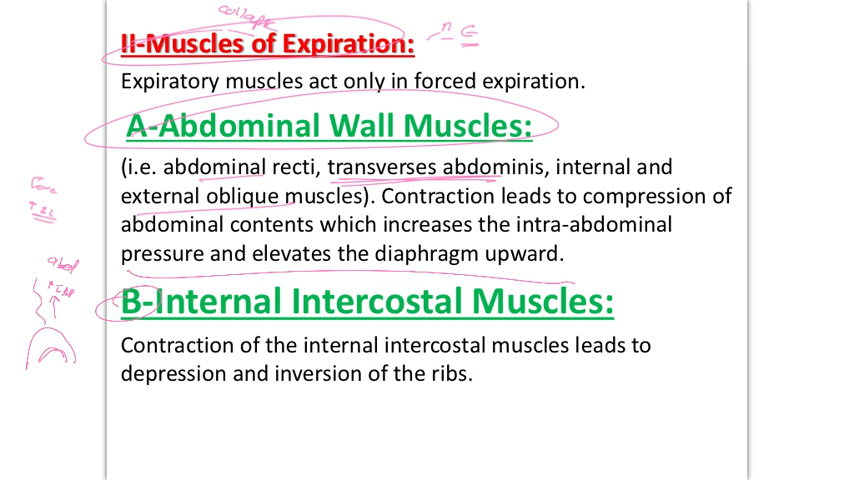 collapse
II-Muscles of Expiration:
Expiratory muscles act only in forced expiration.
A-Abdominal Wall Muscles:
(i.e. abdominal recti, transverses abdominis, internal and
external oblique muscles). Contraction leads to compression of
abdominal contents which increases the intra-abdominal
pressure and elevates the diaphragm upward.
B-Internal Intercostal Muscles:
Contraction of the internal intercostal muscles leads to
depression and inversion of the ribs.